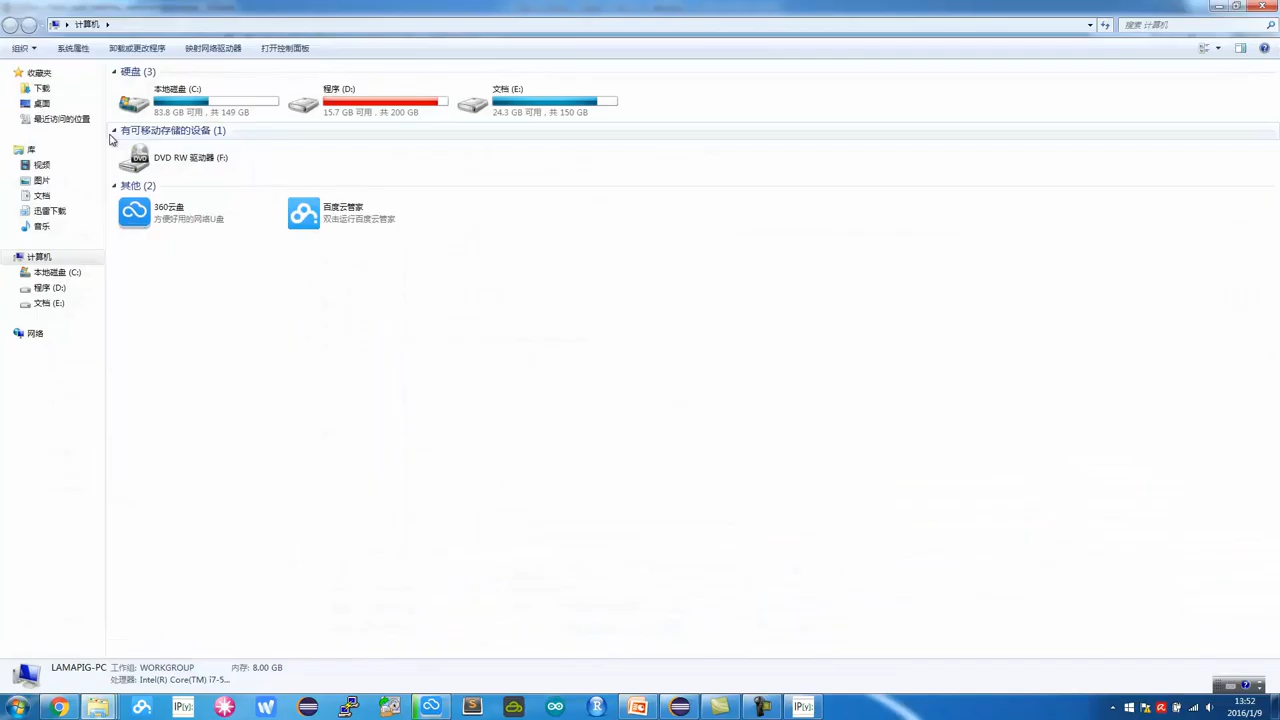 计算机
搜索 计算机
组织 系统属性 卸载或更改程序 映射网络驱动器 打开控制面板
收藏夹
下载
桌面
最近访问的位置
库
视频
图片
文档
迅雷下载
音乐
计算机
本地磁盘 (C:)
程序 (D:)
文档 (E:)
网络
硬盘 (3)
本地磁盘 (C:)
83.8 GB 可用 , 共 149 GB
程序 (D:)
15.7 GB 可用 , 共 200 GB
文档 (E:)
24.3 GB 可用 , 共 150 GB
有可移动存储的设备 (1)
DVD
DVD RW 驱动器 (F:)
其他 (2)
360云盘
方便好用的网络U盘
百度云管家
双击运行百度云管家
LAMAPIG-PC 工作组: WORKGROUP 内存: 8.00 GB
处理器: Intel(R) Core(TM) i7-5...
IP[y]:
W
S
R
IP[y]:
13:52
2016/1/9